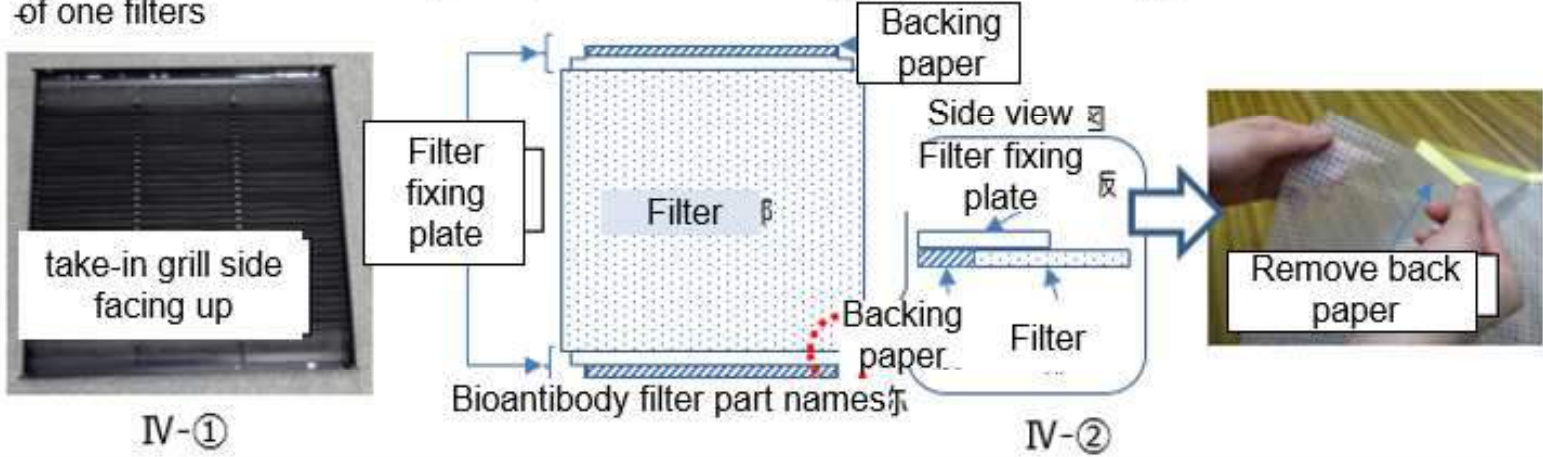 -of one filters
Backing
paper
Filter
fixing
plate
Filter
take-in grill side
facing up
Side view
Filter fixing
plate
Backing
paper
Filter
Remove back
paper
Bioantibody filter part names
Ⅳ-①
Ⅳ-②